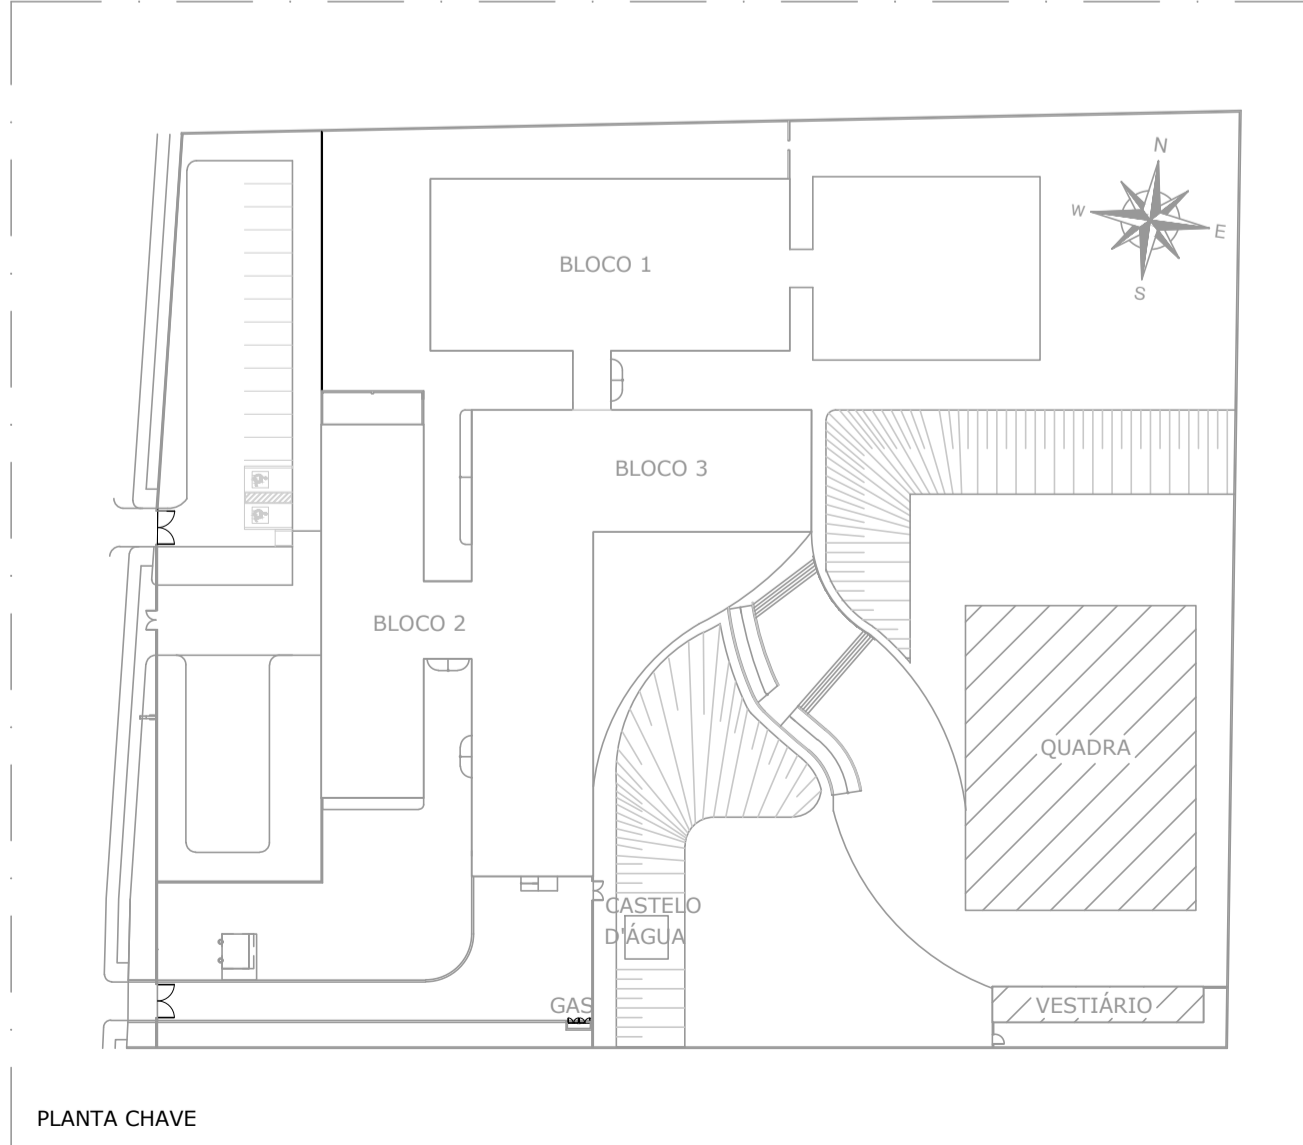 N
W
E
S
BLOCO 1
BLOCO 3
BLOCO 2
QUADRA
CASTELO
D'ÁGUA
GAS
VESTIÁRIO
PLANTA CHAVE